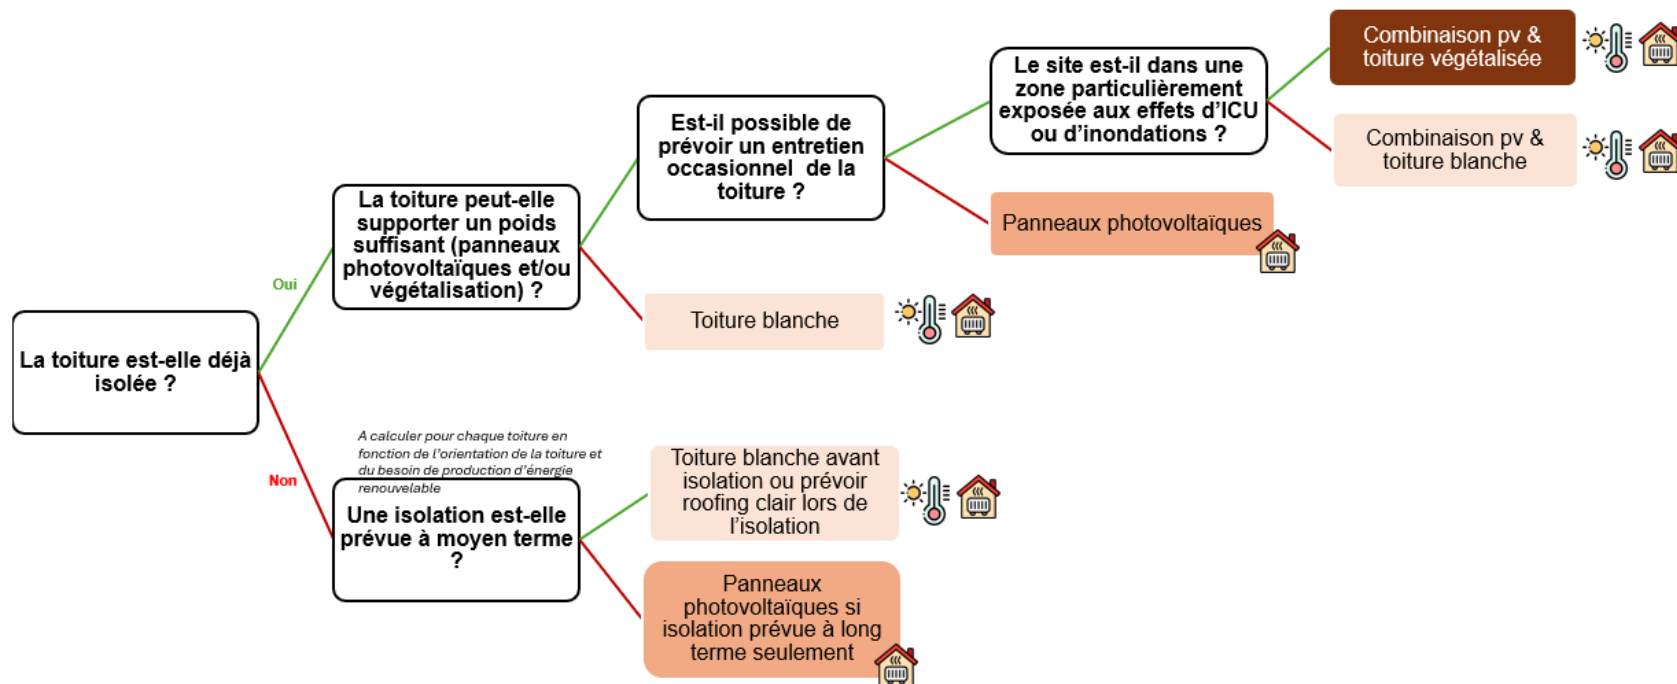 La toiture est-elle déjà
isolée ?
Oui
Non
La toiture peut-elle
supporter un poids
suffisant (panneaux
photovoltaïques et/ou
végétalisation) ?
Est-il possible de
prévoir un entretien
occasionnel de la
toiture ?
Le site est-il dans une
zone particulièrement
exposée aux effets d'ICU
ou d'inondations ?
Combinaison pv &
toiture végétalisée
Combinaison pv &
toiture blanche
Panneaux photovoltaïques
Toiture blanche
A calculer pour chaque toiture en
fonction de l'orientation de la toiture et
du besoin de production d'énergie
renouvelable
Une isolation est-elle
prévue à moyen terme
?
Toiture blanche avant
isolation ou prévoir
roofing clair lors de
l'isolation
Panneaux
photovoltaïques si
isolation prévue à long
terme seulement